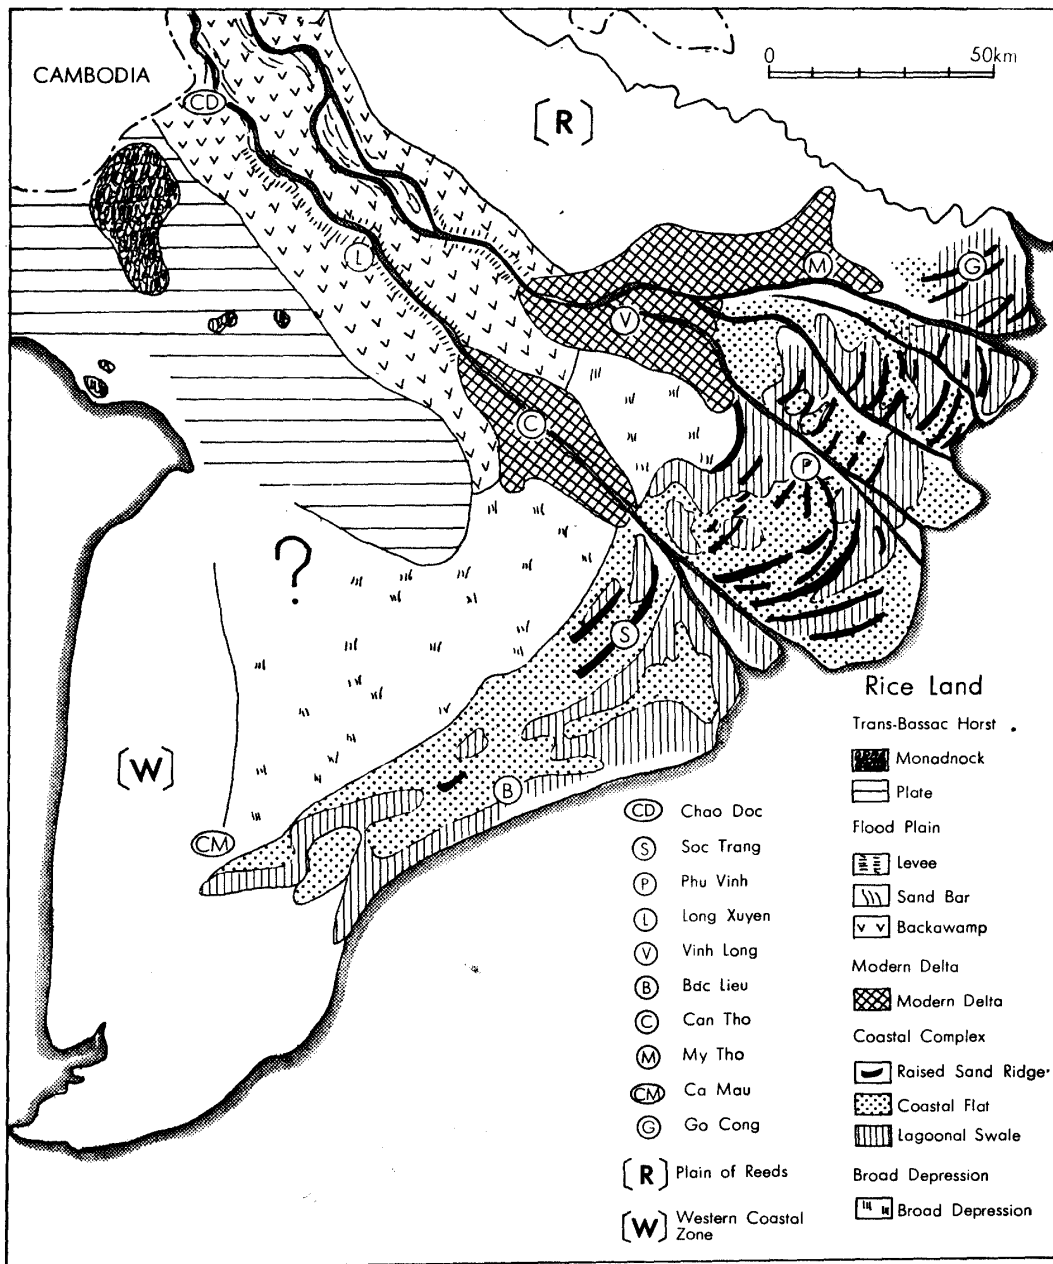 0 50km
CAMBODIA
CD
[R]
L
M
G
V
C
P
?
S
[W]
B
CM
Rice Land
Trans-Bassac Horst
Monadnock
Plate
Flood Plain
Levee
Sand Bar
Backawamp
Modern Delta
Modern Delta
Coastal Complex
Raised Sand Ridge
Coastal Flat
Lagoonal Swale
Broad Depression
Broad Depression
CD Chao Doc
S Soc Trang
P Phu Vinh
L Long Xuyen
V Vinh Long
B Bac Lieu
C Can Tho
M My Tho
CM Ca Mau
G Go Cong
[R] Plain of Reeds
[W] Western Coastal
Zone